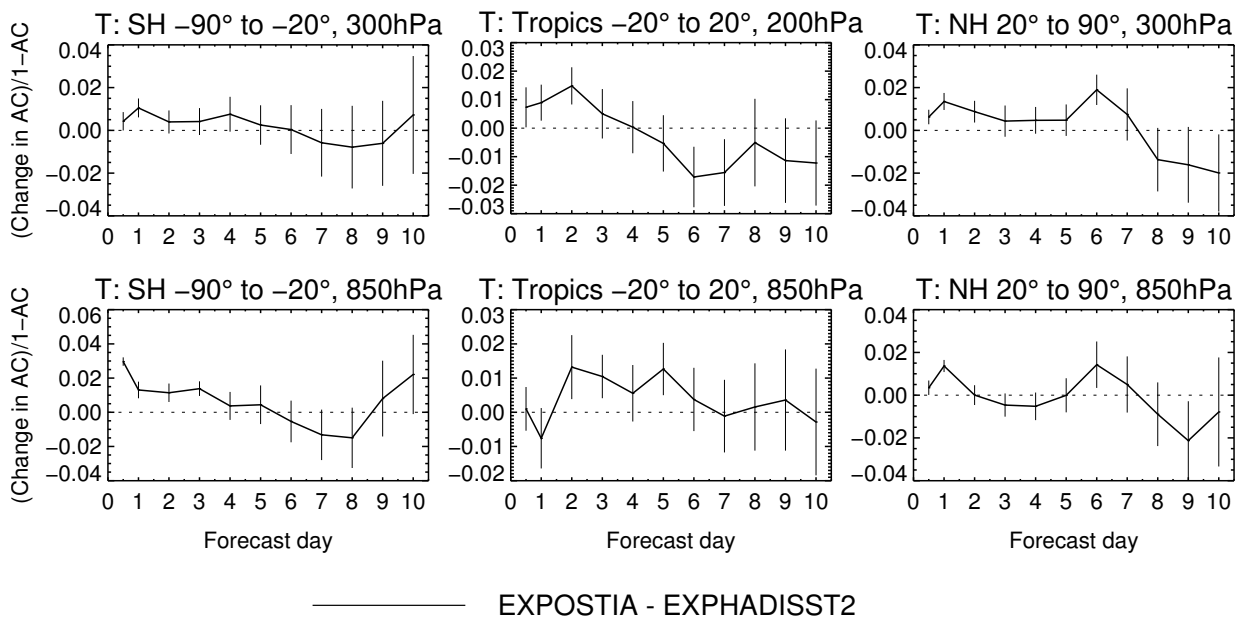 T: SH −90° to −20°, 300hPa
(Change in AC)/1−AC
0.04
0.02
0.00
−0.02
−0.04
0 1 2 3 4 5 6 7 8 9 10
T: Tropics −20° to 20°, 200hPa
0.03
0.02
0.01
0.00
−0.01
−0.02
−0.03
0 1 2 3 4 5 6 7 8 9 10
T: NH 20° to 90°, 300hPa
0.04
0.02
0.00
−0.02
−0.04
0 1 2 3 4 5 6 7 8 9 10
T: SH −90° to −20°, 850hPa
(Change in AC)/1−AC
0.06
0.04
0.02
0.00
−0.02
−0.04
0 1 2 3 4 5 6 7 8 9 10
Forecast day
T: Tropics −20° to 20°, 850hPa
0.03
0.02
0.01
0.00
−0.01
−0.02
0 1 2 3 4 5 6 7 8 9 10
Forecast day
T: NH 20° to 90°, 850hPa
0.04
0.02
0.00
−0.02
−0.04
0 1 2 3 4 5 6 7 8 9 10
Forecast day
EXPOSTIA - EXPHADISST2